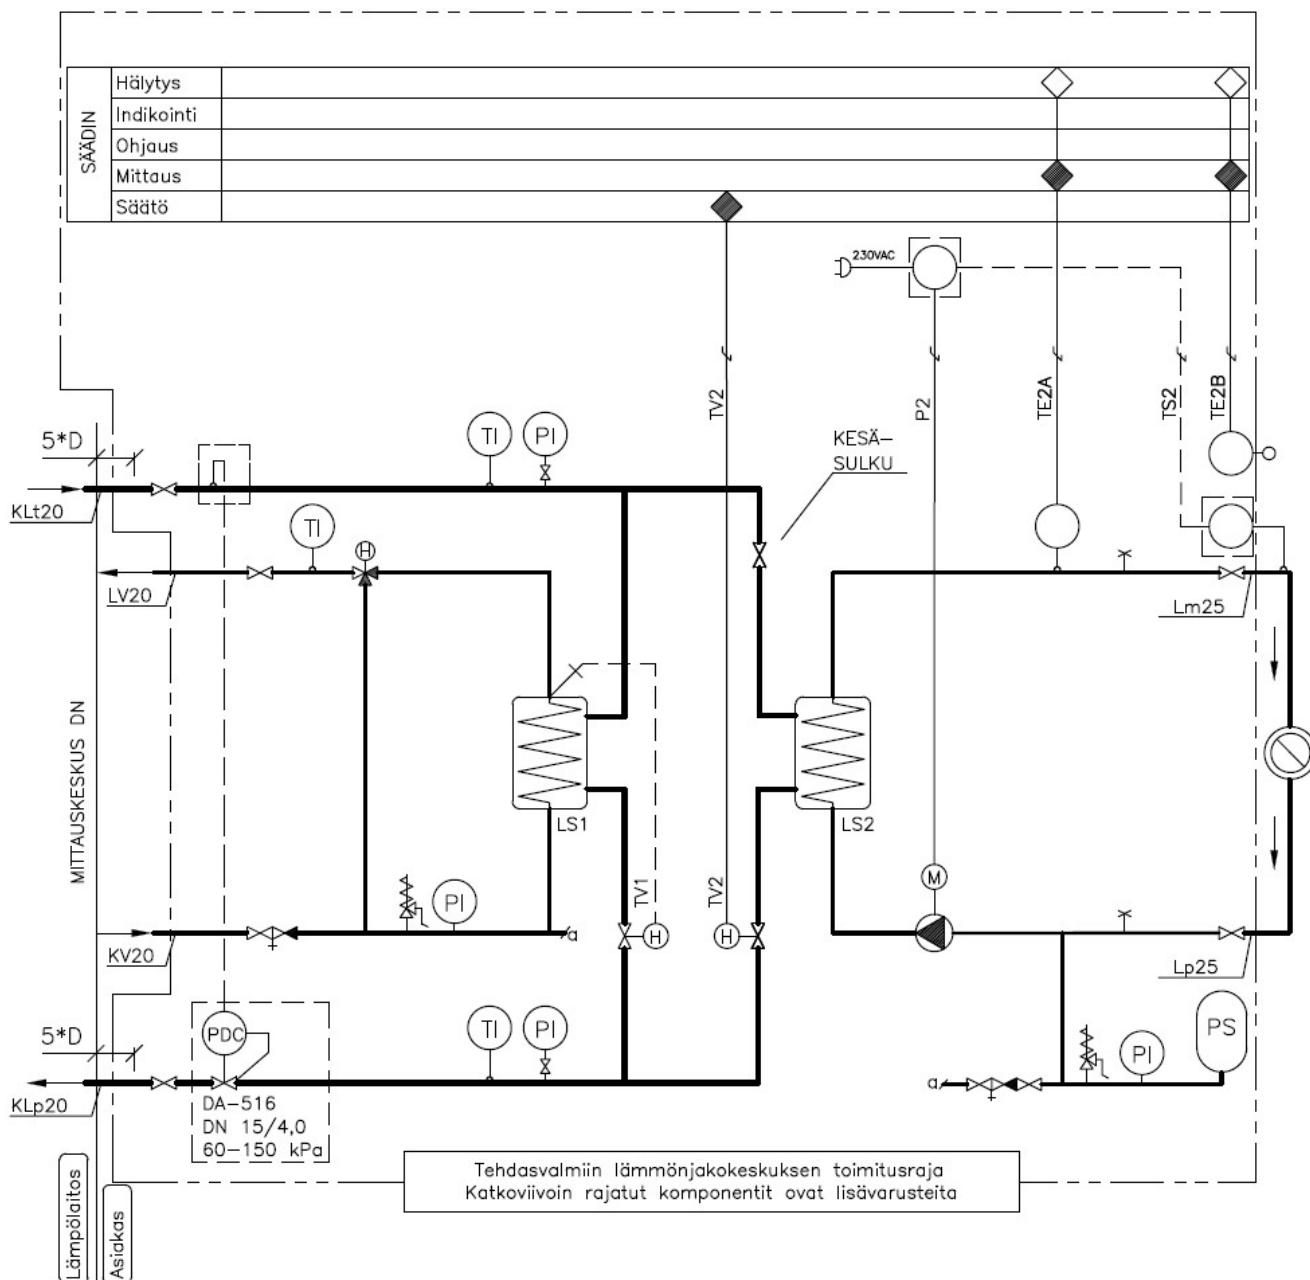 SÄÄDIN
Hälytys
Indikointi
Ohjaus
Mittaus
Säätö
230VAC
TV2
P2
TE2A
TS2
TE2B
5*D
TI
PI
KESÄ-
SULKU
KLt20
TI
H
LV20
Lm25
MITTAUSKESKUS DN
LS1
LS2
TV1
TV2
M
PI
a
H
H
KV20
Lp25
5*D
PDC
TI
PI
PS
PI
a
KLp20
DA-516
DN 15/4,0
60-150 kPa
Tehdasvalmiin lämmönjakokeskuksen toimitusraja
Katkoviivoin rajatut komponentit ovat lisävarusteita
Lämpölaitos
Asiakas